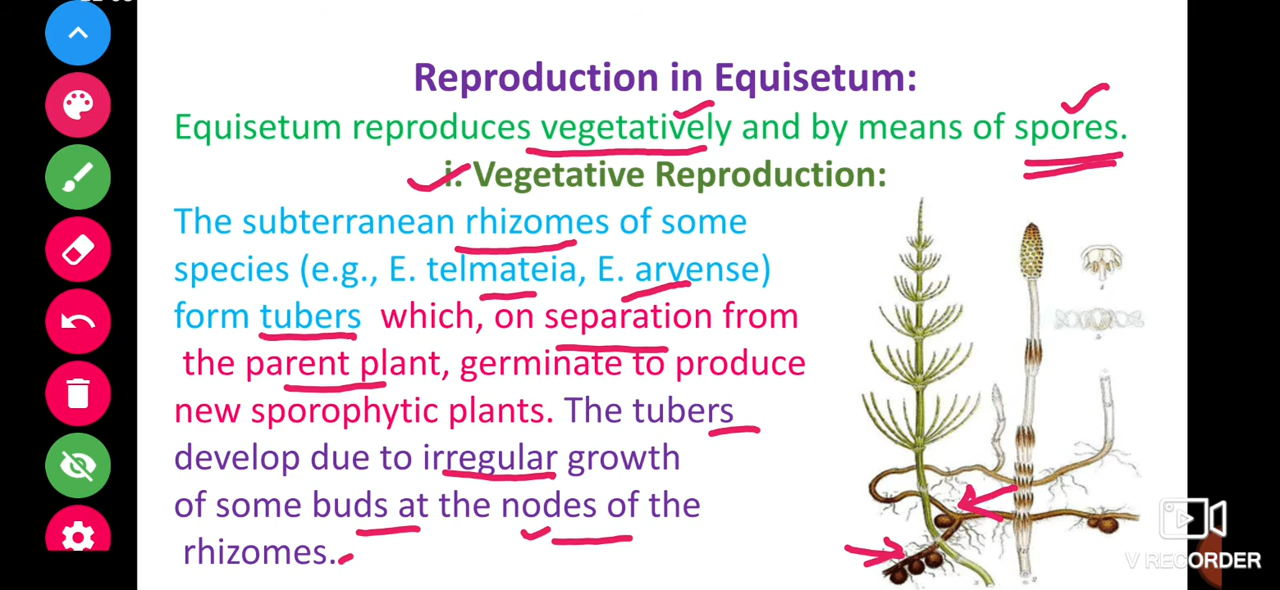 Reproduction in Equisetum:
Equisetum reproduces vegetatively and by means of spores.
i. Vegetative Reproduction:
The subterranean rhizomes of some
species (e.g., E. telmateia, E. arvense)
form tubers which, on separation from
the parent plant, germinate to produce
new sporophytic plants. The tubers
develop due to irregular growth
of some buds at the nodes of the
rhizomes.
V RECORDER